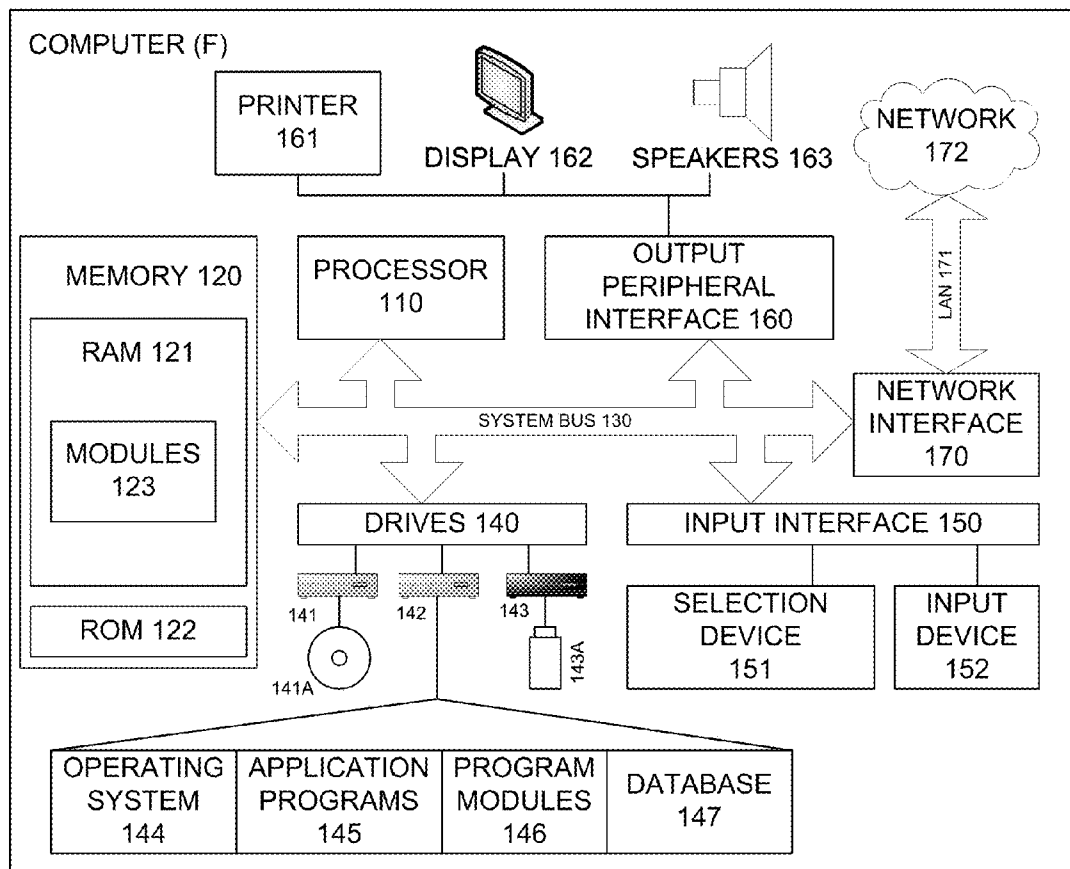 COMPUTER (F)
PRINTER
161
DISPLAY 162
SPEAKERS 163
NETWORK
172
MEMORY 120
RAM 121
MODULES
123
ROM 122
PROCESSOR
110
OUTPUT
PERIPHERAL
INTERFACE 160
LAN 171
SYSTEM BUS 130
NETWORK
INTERFACE
170
DRIVES 140
INPUT INTERFACE 150
141
142
143
141A
143A
SELECTION
DEVICE
151
INPUT
DEVICE
152
OPERATING
SYSTEM
144
APPLICATION
PROGRAMS
145
PROGRAM
MODULES
146
DATABASE
147